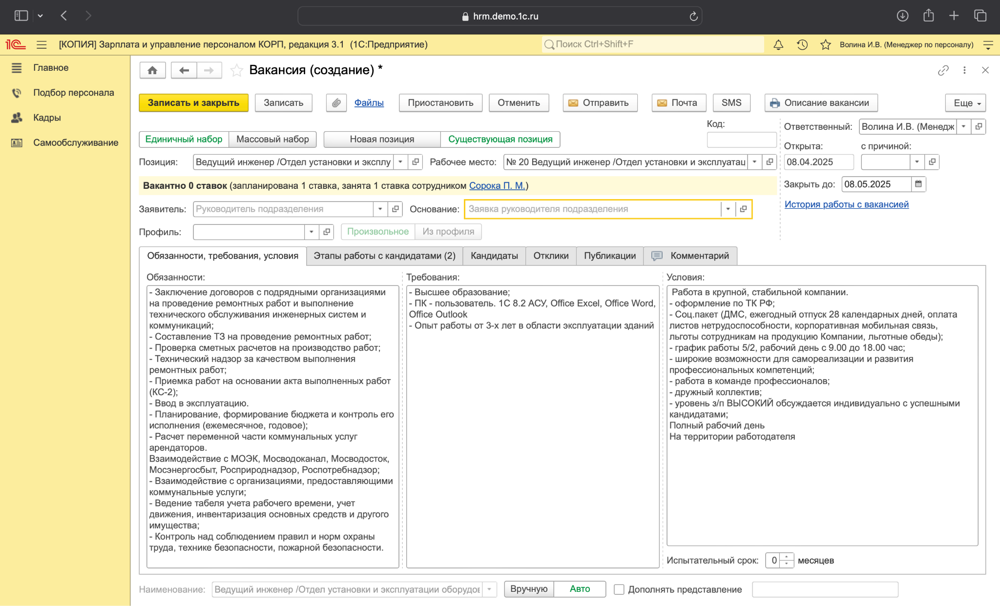 hrm.demo.1c.ru
[КОПИЯ] Зарплата и управление персоналом КОРП, редакция 3.1 (1С:Предприятие)
Поиск Ctrl+Shift+F
Волина И.В. (Менеджер по персоналу)
Главное
Подбор персонала
Кадры
Самообслуживание
Вакансия (создание) *
Записать и закрыть
Записать
Файлы
Приостановить
Отменить
Отправить
Почта
SMS
Описание вакансии
Еще
Единичный набор
Массовый набор
Новая позиция
Существующая позиция
Код:
Ответственный: Волина И.В. (Менедж
Открыта:
с причиной:
08.04.2025
Позиция: Ведущий инженер /Отдел установки и эксплу
Рабочее место: № 20 Ведущий инженер /Отдел установки и эксплуатац
Вакантно 0 ставок (запланирована 1 ставка, занята 1 ставка сотрудником Сорока П. М.)
Закрыть до: 08.05.2025
История работы с вакансией
Заявитель: Руководитель подразделения
Основание: Заявка руководителя подразделения
Профиль:
Произвольное
Из профиля
Обязанности, требования, условия
Этапы работы с кандидатами (2)
Кандидаты
Отклики
Публикации
Комментарий
Обязанности:
- Заключение договоров с подрядными организациями
на проведение ремонтных работ и выполнение
технического обслуживания инженерных систем и
коммуникаций;
- Составление ТЗ на проведение ремонтных работ;
- Проверка сметных расчетов на производство работ;
- Технический надзор за качеством выполнения
ремонтных работ;
- Приемка работ на основании акта выполненных работ
(КС-2);
- Ввод в эксплуатацию.
- Планирование, формирование бюджета и контроль его
исполнения (ежемесячное, годовое);
- Расчет переменной части коммунальных услуг
арендаторов.
Взаимодействие с МОЭК, Мосводоканал, Мосводосток,
Мосэнергосбыт, Росприроднадзор, Роспотребнадзор;
- Взаимодействие с организациями, предоставляющими
коммунальные услуги;
- Ведение табеля учета рабочего времени, учет
движения, инвентаризация основных средств и другого
имущества;
- Контроль над соблюдением правил и норм охраны
труда, технике безопасности, пожарной безопасности.
Требования:
- Высшее образование;
- ПК - пользователь. 1С 8.2 АСУ, Office Excel, Office Word,
Office Outlook
- Опыт работы от 3-х лет в области эксплуатации зданий
Условия:
Работа в крупной, стабильной компании.
- оформление по ТК РФ;
- Соц.пакет (ДМС, ежегодный отпуск 28 календарных дней, оплата
листов нетрудоспособности, корпоративная мобильная связь,
льготы сотрудникам на продукцию Компании, льготные обеды);
- график работы 5/2, рабочий день с 9.00 до 18.00 час;
- широкие возможности для самореализации и развития
профессиональных компетенций;
- работа в команде профессионалов;
- дружный коллектив;
- уровень з/п ВЫСОКИЙ обсуждается индивидуально с успешными
кандидатами;
Полный рабочий день
На территории работодателя
Испытательный срок: 0 месяцев
Наименование: Ведущий инженер /Отдел установки и эксплуатации оборудов
Вручную
Авто
Дополнять представление